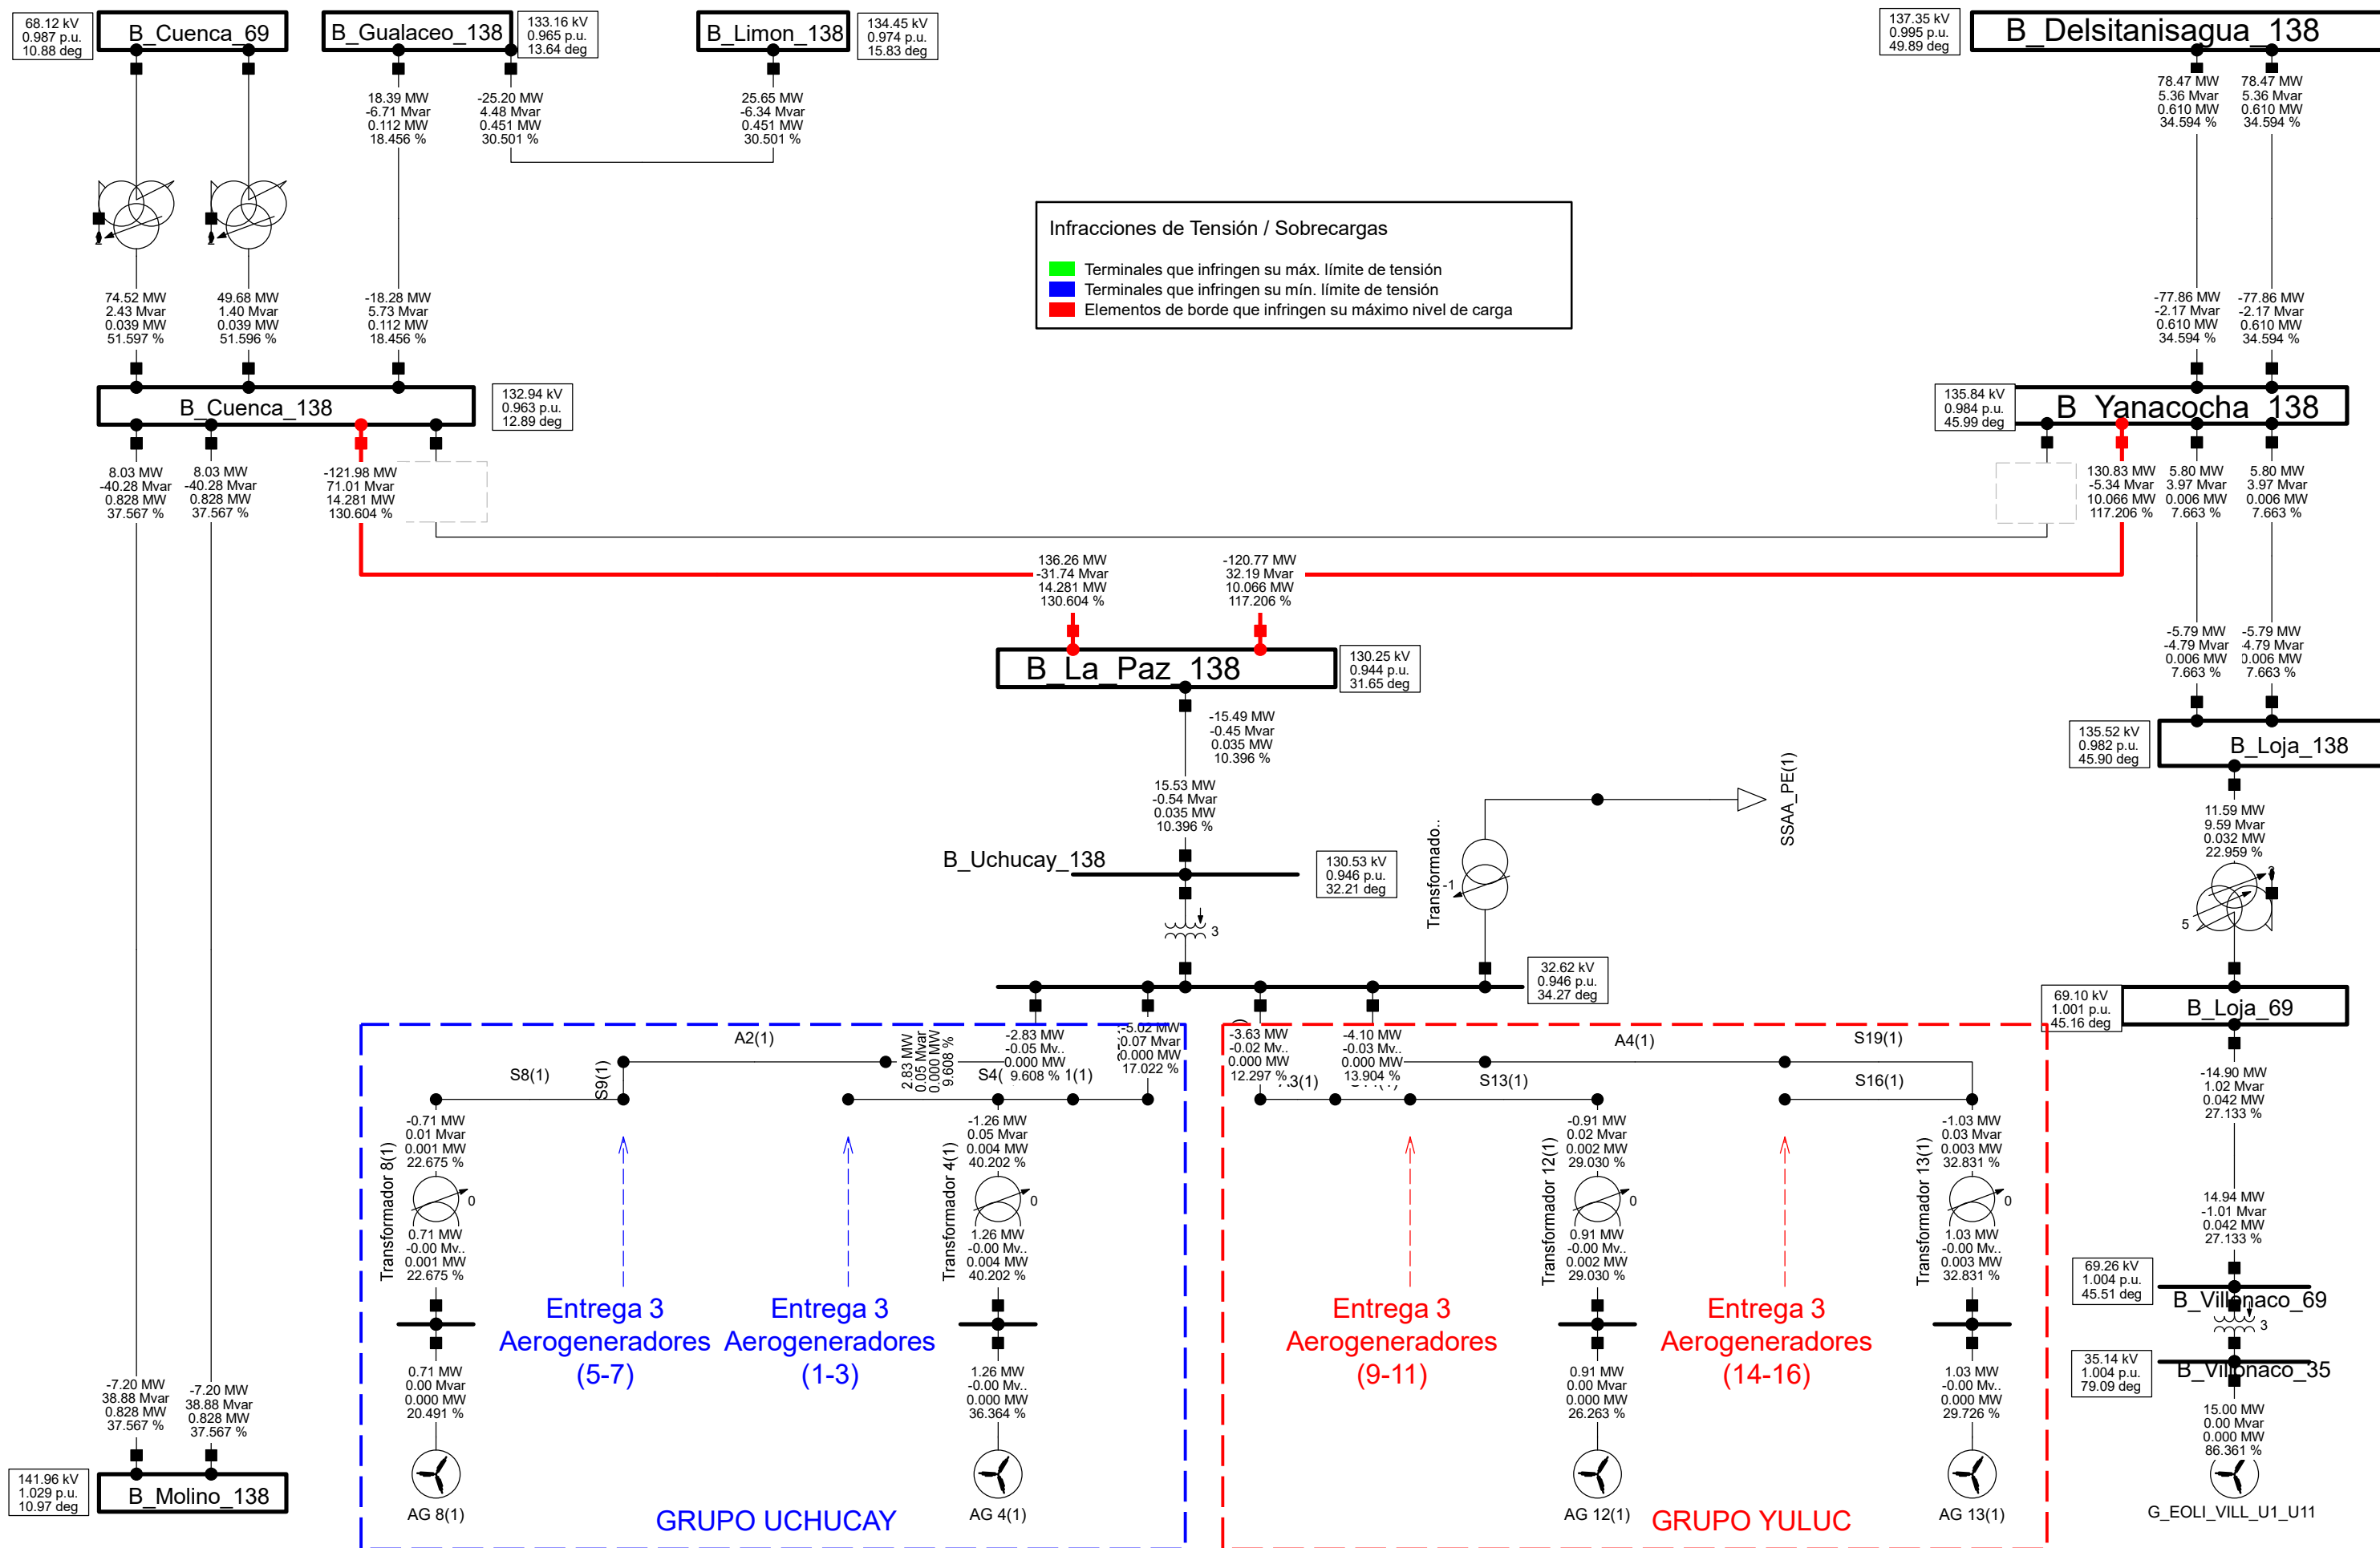 68.12 kV
0.987 p.u.
10.88 deg
B_Cuenca_69
B_Gualaceo_138
133.16 kV
0.965 p.u.
13.64 deg
B_Limon_138
134.45 kV
0.974 p.u.
15.83 deg
137.35 kV
0.995 p.u.
49.89 deg
B_Delsitanisagua_138
18.39 MW
-6.71 Mvar
0.112 MW
18.456 %
-25.20 MW
4.48 Mvar
0.451 MW
30.501 %
25.65 MW
-6.34 Mvar
0.451 MW
30.501 %
78.47 MW
5.36 Mvar
0.610 MW
34.594 %
78.47 MW
5.36 Mvar
0.610 MW
34.594 %
Infracciones de Tensión / Sobrecargas
Terminales que infringen su máx. límite de tensión
Terminales que infringen su mín. límite de tensión
Elementos de borde que infringen su máximo nivel de carga
74.52 MW
2.43 Mvar
0.039 MW
51.597 %
49.68 MW
1.40 Mvar
0.039 MW
51.596 %
-18.28 MW
5.73 Mvar
0.112 MW
18.456 %
-77.86 MW
-2.17 Mvar
0.610 MW
34.594 %
-77.86 MW
-2.17 Mvar
0.610 MW
34.594 %
B_Cuenca_138
132.94 kV
0.963 p.u.
12.89 deg
135.84 kV
0.984 p.u.
45.99 deg
B_Yanacocha_138
8.03 MW
-40.28 Mvar
0.828 MW
37.567 %
8.03 MW
-40.28 Mvar
0.828 MW
37.567 %
-121.98 MW
71.01 Mvar
14.281 MW
130.604 %
130.83 MW
-5.34 Mvar
10.066 MW
117.206 %
5.80 MW
3.97 Mvar
0.006 MW
7.663 %
5.80 MW
3.97 Mvar
0.006 MW
7.663 %
136.26 MW
-31.74 Mvar
14.281 MW
130.604 %
-120.77 MW
32.19 Mvar
10.066 MW
117.206 %
B_La_Paz_138
130.25 kV
0.944 p.u.
31.65 deg
-5.79 MW
-4.79 Mvar
0.006 MW
7.663 %
-5.79 MW
-4.79 Mvar
0.006 MW
7.663 %
-15.49 MW
-0.45 Mvar
0.035 MW
10.396 %
135.52 kV
0.982 p.u.
45.90 deg
B_Loja_138
15.53 MW
-0.54 Mvar
0.035 MW
10.396 %
SSAA_PE(1)
Transformado..
-1
11.59 MW
9.59 Mvar
0.032 MW
22.959 %
B_Uchucay_138
130.53 kV
0.946 p.u.
32.21 deg
3
5
32.62 kV
0.946 p.u.
34.27 deg
69.10 kV
1.001 p.u.
45.16 deg
B_Loja_69
A2(1)
S8(1)
S9(1)
2.83 MW
0.05 Mvar
0.000 MW
9.608 %
S4(
1(1)
-2.83 MW
-0.05 Mv..
0.000 MW
9.608 %
-5.02 MW
-0.07 Mvar
0.000 MW
17.022 %
-3.63 MW
-0.02 Mv..
0.000 MW
12.297 %
-4.10 MW
-0.03 Mv..
0.000 MW
13.904 %
S13(1)
A4(1)
S19(1)
S16(1)
-14.90 MW
1.02 Mvar
0.042 MW
27.133 %
-0.71 MW
0.01 Mvar
0.001 MW
22.675 %
Transformador 8(1)
0
0.71 MW
-0.00 Mv..
0.001 MW
22.675 %
-1.26 MW
0.05 Mvar
0.004 MW
40.202 %
Transformador 4(1)
0
1.26 MW
-0.00 Mv..
0.004 MW
40.202 %
-0.91 MW
0.02 Mvar
0.002 MW
29.030 %
Transformador 12(1)
0
0.91 MW
-0.00 Mv..
0.002 MW
29.030 %
-1.03 MW
0.03 Mvar
0.003 MW
32.831 %
Transformador 13(1)
0
1.03 MW
-0.00 Mv..
0.003 MW
32.831 %
14.94 MW
-1.01 Mvar
0.042 MW
27.133 %
69.26 kV
1.004 p.u.
45.51 deg
B_Villonaco_69
3
35.14 kV
1.004 p.u.
79.09 deg
B_Villonaco_35
Entrega 3
Aerogeneradores
(5-7)
Entrega 3
Aerogeneradores
(1-3)
Entrega 3
Aerogeneradores
(9-11)
Entrega 3
Aerogeneradores
(14-16)
-7.20 MW
38.88 Mvar
0.828 MW
37.567 %
-7.20 MW
38.88 Mvar
0.828 MW
37.567 %
0.71 MW
0.00 Mvar
0.000 MW
20.491 %
1.26 MW
-0.00 Mv..
0.000 MW
36.364 %
0.91 MW
0.00 Mvar
0.000 MW
26.263 %
1.03 MW
-0.00 Mv..
0.000 MW
29.726 %
15.00 MW
0.00 Mvar
0.000 MW
86.361 %
141.96 kV
1.029 p.u.
10.97 deg
B_Molino_138
AG 8(1)
GRUPO UCHUCAY
AG 4(1)
AG 12(1)
GRUPO YULUC
AG 13(1)
G_EOLI_VILL_U1_U11